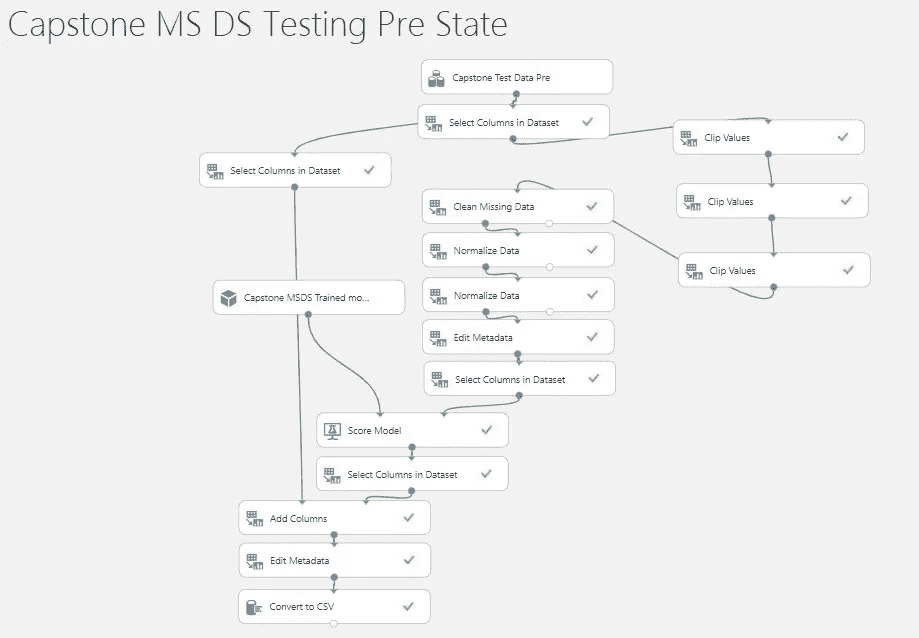 Capstone MS DS Testing Pre State
Capstone Test Data Pre
Select Columns in Dataset
Clip Values
Select Columns in Dataset
Clean Missing Data
Clip Values
Normalize Data
Clip Values
Normalize Data
Capstone MSDS Trained mo...
Edit Metadata
Select Columns in Dataset
Score Model
Select Columns in Dataset
Add Columns
Edit Metadata
Convert to CSV